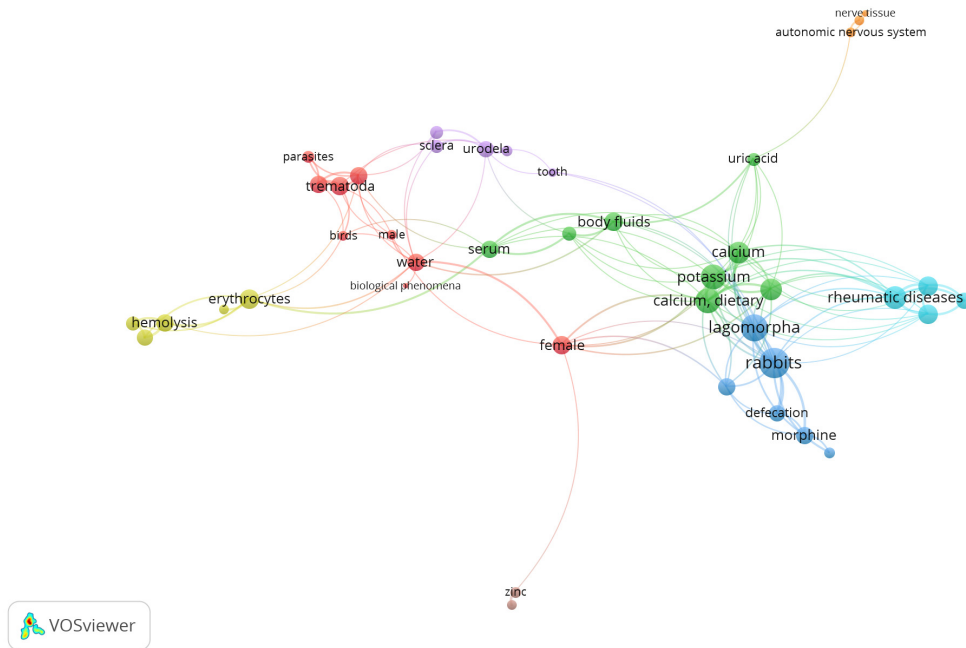 nerve tissue
autonomic nervous system
sclera
urodela
parasites
uric acid
tooth
trematoda
body fluids
birds
male
serum
calcium
water
potassium
biological phenomena
erythrocytes
calcium, dietary
rheumatic diseases
hemolysis
lagomorpha
female
rabbits
defecation
morphine
zinc
VOSviewer